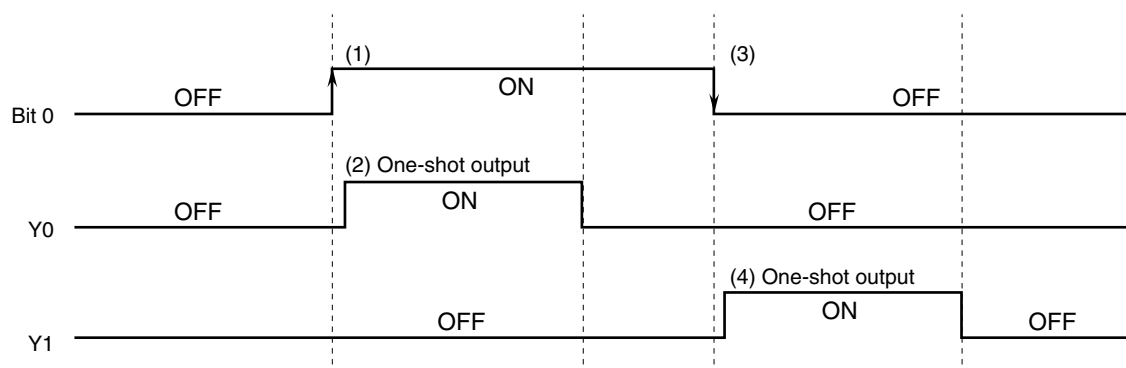 (1)
(3)
OFF
ON
OFF
Bit 0
(2) One-shot output
OFF
ON
OFF
Y0
(4) One-shot output
OFF
ON
OFF
Y1